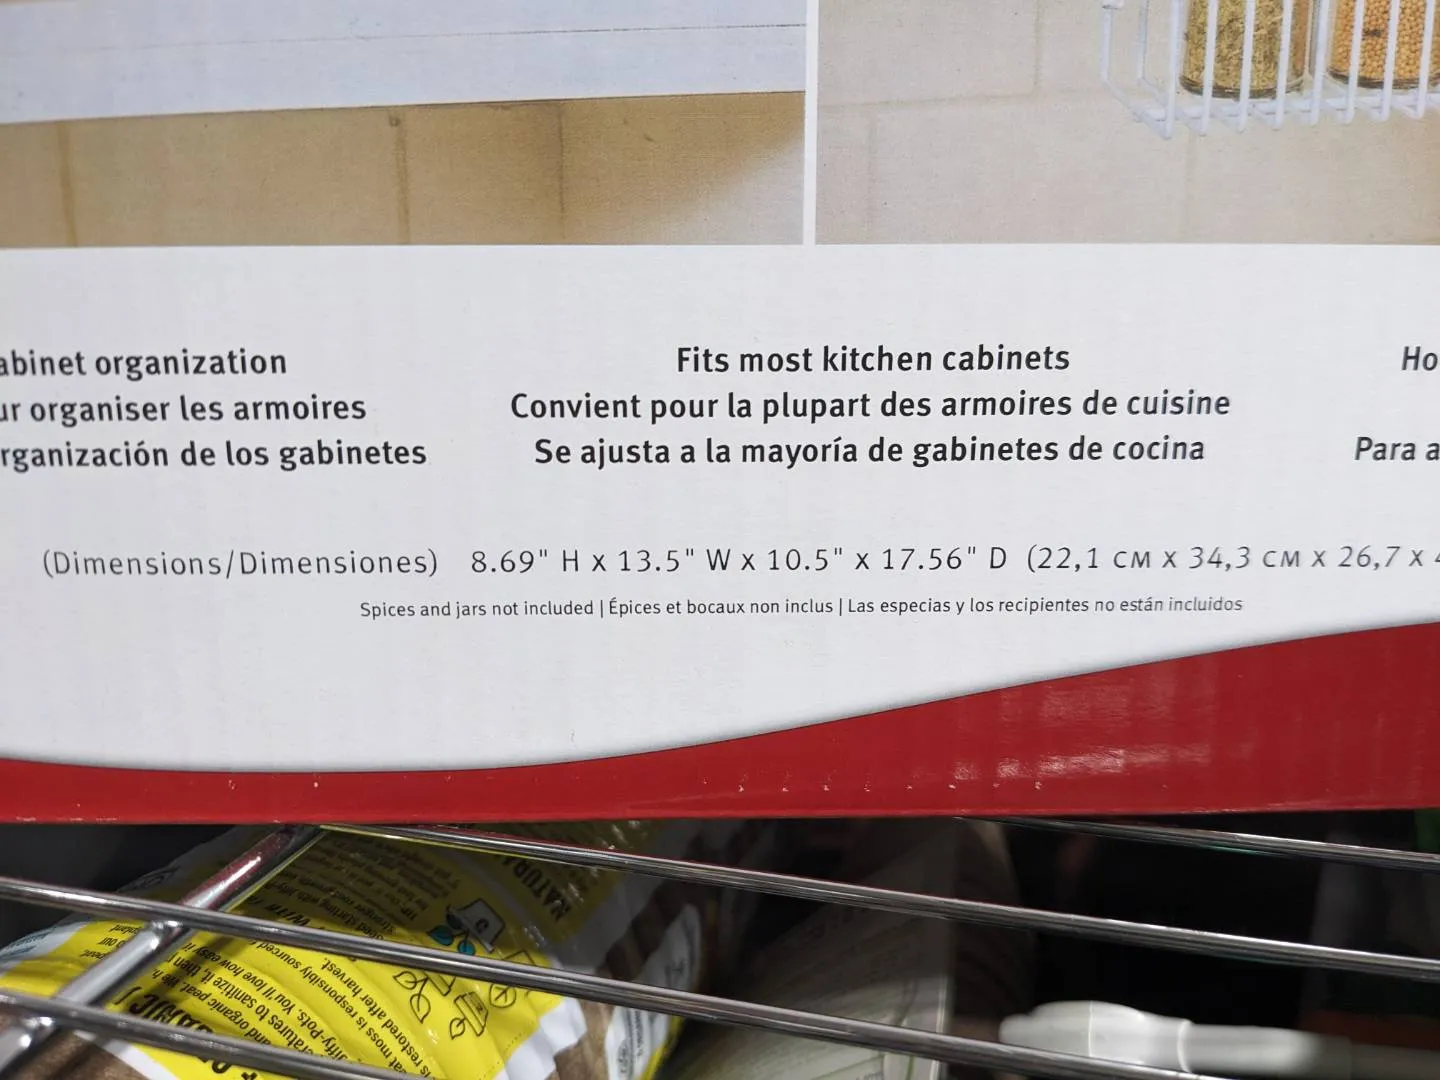 abinet organization
ur organiser les armoires
rganización de los gabinetes
Fits most kitchen cabinets
Convient pour la plupart des armoires de cuisine
Se ajusta a la mayoría de gabinetes de cocina
Ho
Para a
(Dimensions/Dimensiones) 8.69" H x 13.5" W x 10.5" x 17.56" D (22,1 CM X 34,3 CM X 26,7 x
Spices and jars not included | Épices et bocaux non inclus | Las especias y los recipientes no están incluidos
NATUR